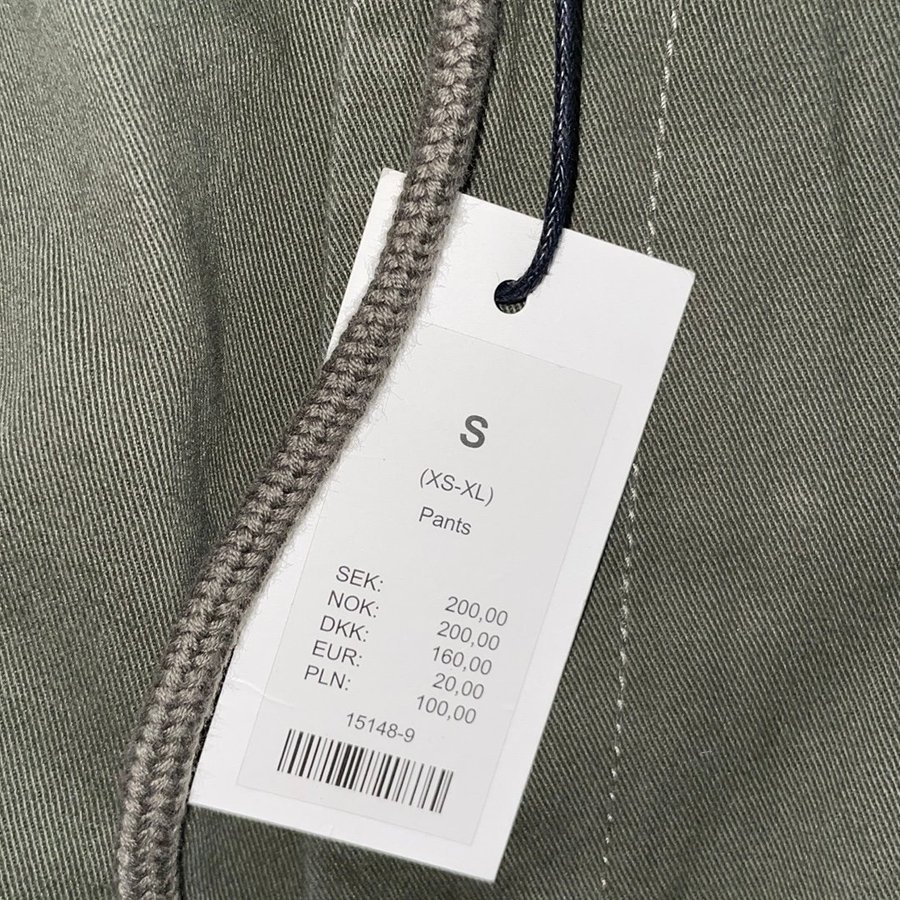 S
(XS-XL)
Pants
SEK: 200,00
NOK: 200,00
DKK: 160,00
EUR: 20,00
PLN: 100,00
15148-9